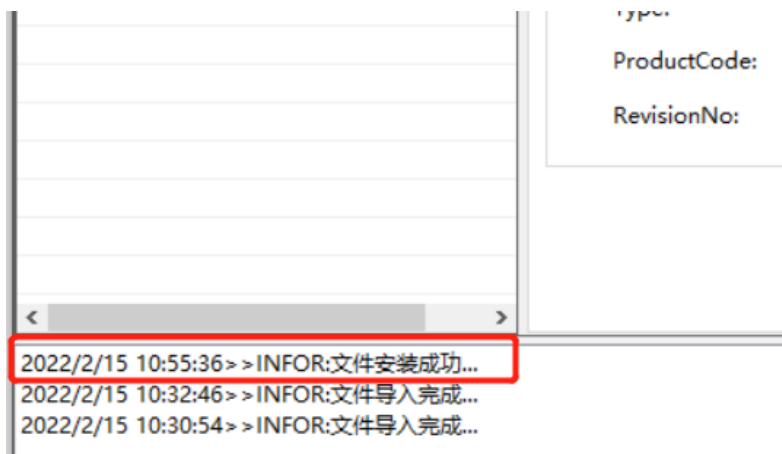 Type:
ProductCode:
RevisionNo:
2022/2/15 10:55:36>>INFOR:文件安装成功...
2022/2/15 10:32:46>>INFOR:文件导入完成...
2022/2/15 10:30:54>>INFOR:文件导入完成...